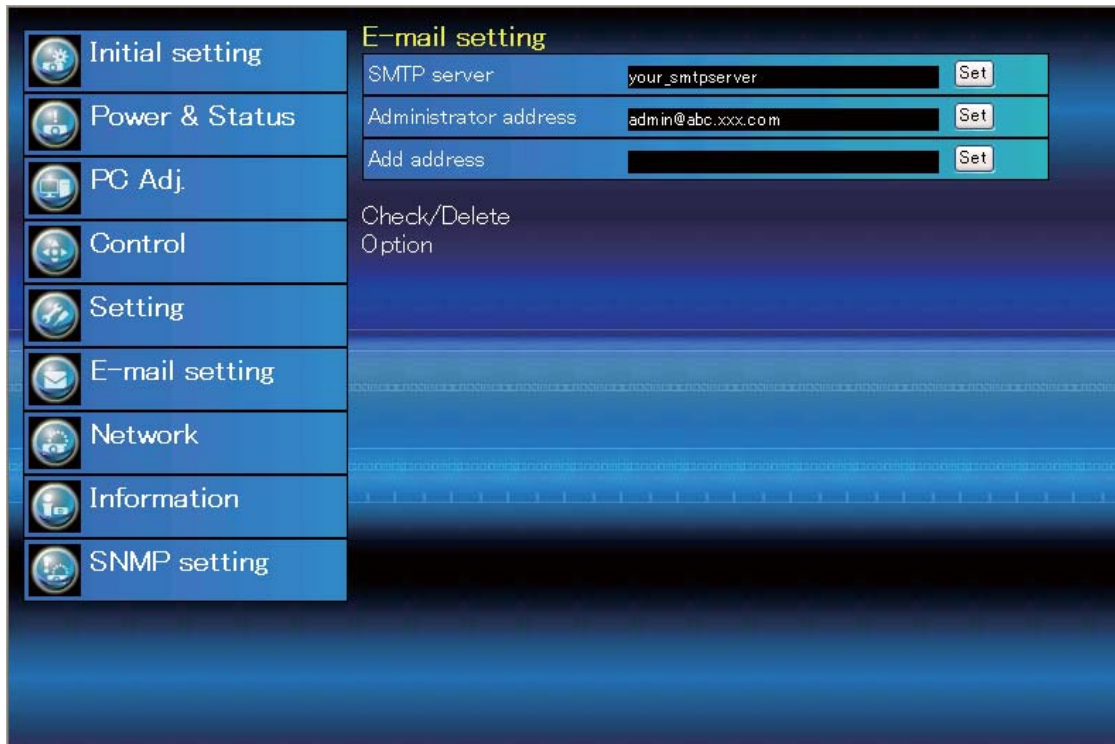 Initial setting
Power & Status
PC Adj.
Control
Setting
E-mail setting
Network
Information
SNMP setting
E-mail setting
SMTP server your_smtpserver Set
Administrator address admin@abc.xxx.com Set
Add address Set
Check/Delete
Option